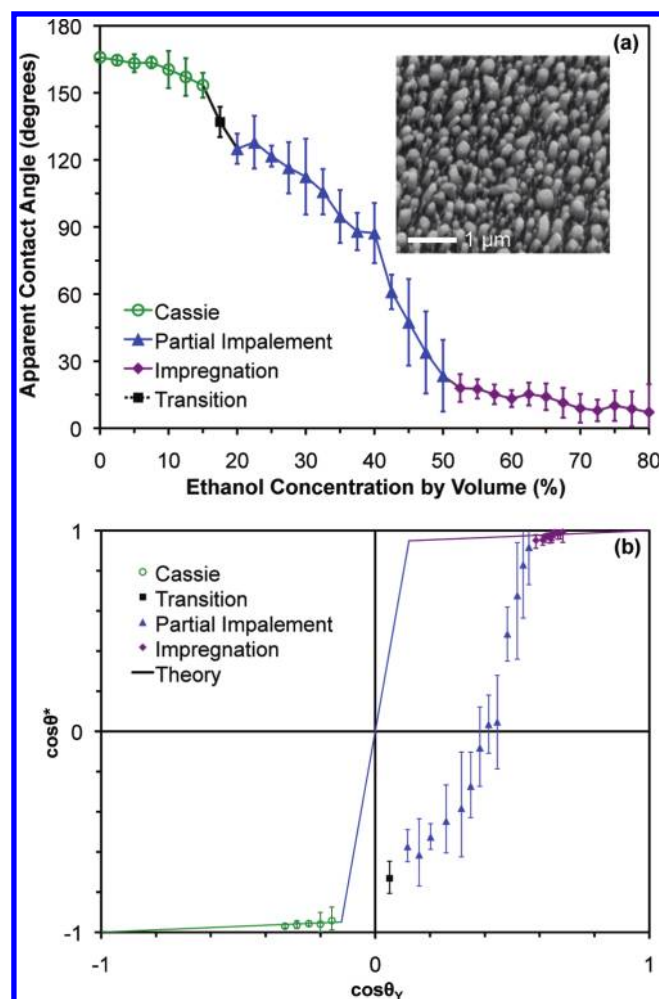 (a)
Apparent Contact Angle (degrees)
180
150
120
90
60
30
0
1 μm
Cassie
Partial Impalement
Impregnation
Transition
0 10 20 30 40 50 60 70 80
Ethanol Concentration by Volume (%)
(b)
cosθ*
1
0
-1
Cassie
Transition
Partial Impalement
Impregnation
Theory
-1 0 1
cosθY